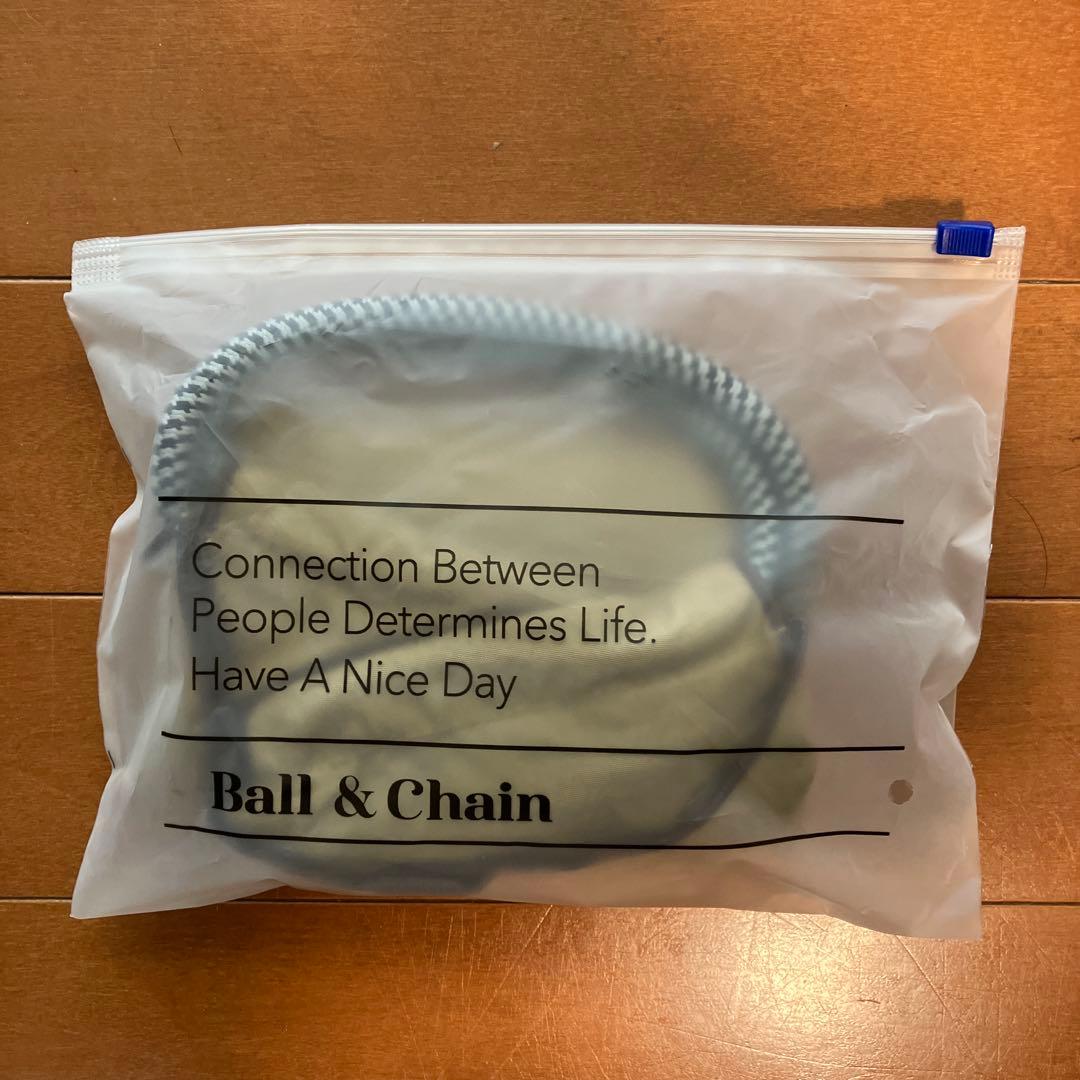 Connection Between
People Determines Life.
Have A Nice Day
Ball & Chain